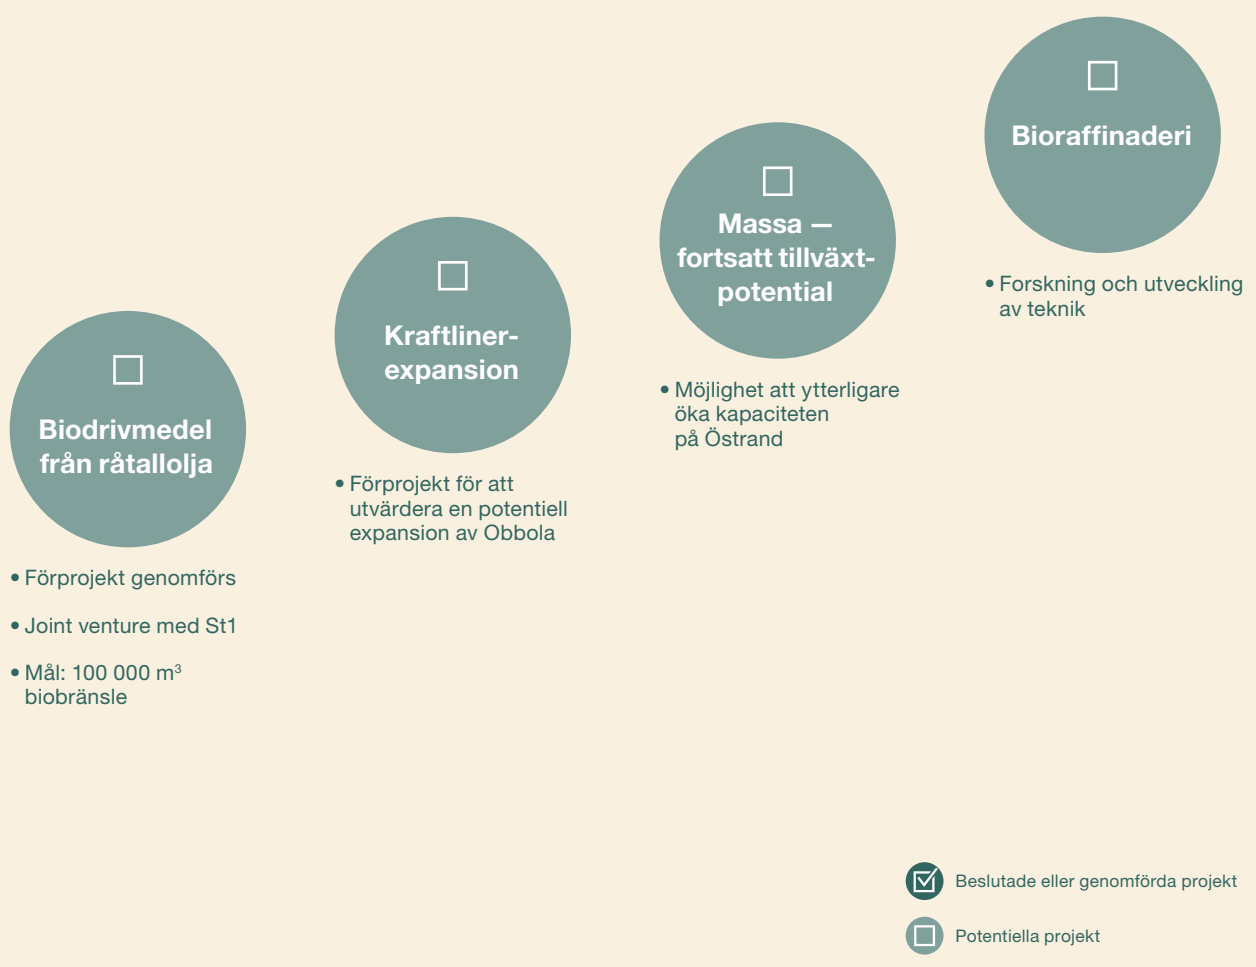 Biodrivmedel
från råtallolja
• Förprojekt genomförs
• Joint venture med St1
• Mål: 100 000 m³
biobränsle
Kraftliner-
expansion
• Förprojekt för att
utvärdera en potentiell
expansion av Obbola
Massa —
fortsatt tillväxt-
potential
• Möjlighet att ytterligare
öka kapaciteten
på Östrand
Bioraffinaderi
• Forskning och utveckling
av teknik
Beslutade eller genomförda projekt
Potentiella projekt